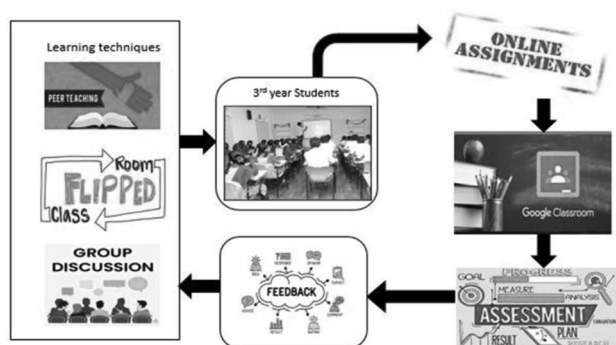 Learning techniques
PEER TEACHING
Room
FLIPPED
Class
GROUP
DISCUSSION
3rd year Students
ONLINE
ASSIGNMENTS
Google Classroom
FEEDBACK
GOAL
PROGRESS
MEASURE
ANALYSIS
ASSESSMENT
RESULT
PLAN